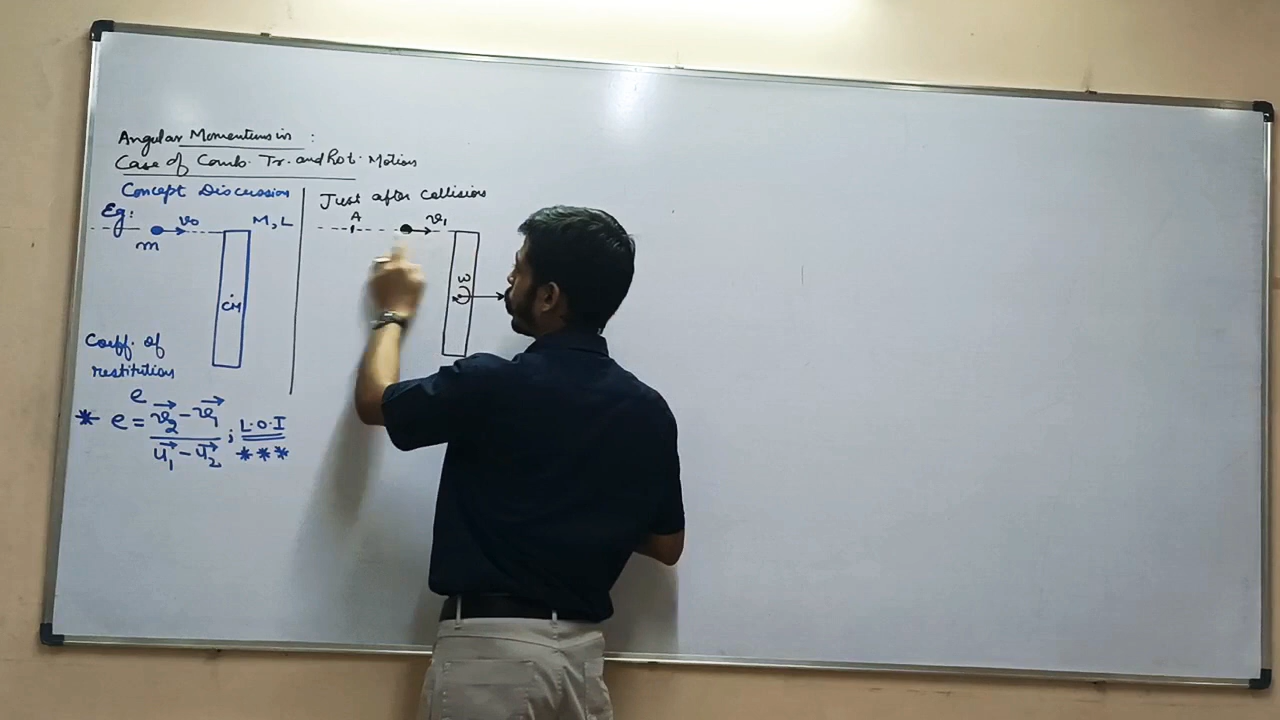 Angular Momentum in :
Case of Comb. Tr. and Rot. Motion
Concept Discussion
Eg:
v₀
M, L
m
CM
Coeff. of
restitution
e
* e = v₂ - v₁ / u₁ - u₂ ; L.O.I
***
Just after Collision
A
v₁
ω